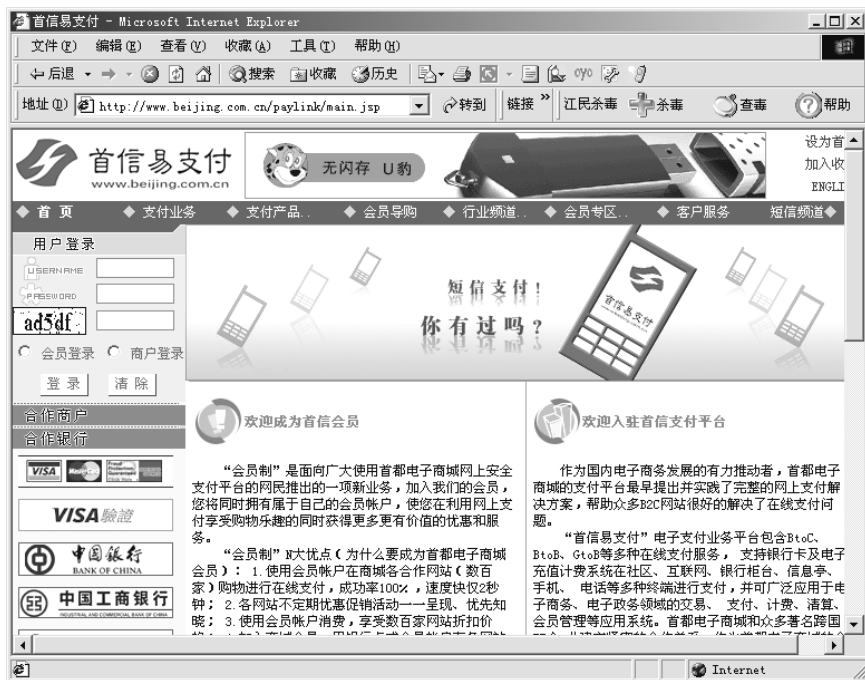 首信易支付 - Microsoft Internet Explorer
文件(F) 编辑(E) 查看(V) 收藏(A) 工具(T) 帮助(H)
后退 搜索 收藏 历史
地址(D) http://www.beijing.com.cn/paylink/main.jsp 转到 链接 » 江民杀毒 杀毒 查毒 帮助
首信易支付
www.beijing.com.cn
无闪存 U豹
设为首
加入收
ENGLI
首 页 支付业务 支付产品.. 会员导购 行业频道.. 会员专区.. 客户服务 短信频道
用户登录
USERNAME
PASSWORD
ad5df
会员登录 商户登录
登 录 清 除
合作商户
合作银行
VISA MasterCard
VISA驗證
中国银行
BANK OF CHINA
中国工商银行
INDUSTRIAL AND COMMERCIAL BANK OF CHINA
短信支付!
你有过吗?
首信易支付
欢迎成为首信会员
“会员制”是面向广大使用首都电子商城网上安全
支付平台的网民推出的一项新业务，加入我们的会员，
您将同时拥有属于自己的会员帐户，使您在利用网上支
付享受购物乐趣的同时获得更多更有价值的优惠和服
务。
“会员制”N大优点(为什么要成为首都电子商城
会员)：1.使用会员帐户在商城各合作网站(数百
家)购物进行在线支付，成功率100%，速度快仅2秒
钟；2.各网站不定期优惠促销活动一一呈现、优先知
晓；3.使用会员帐户消费，享受数百家网站折扣价
欢迎入驻首信支付平台
作为国内电子商务发展的有力推动者，首都电子
商城的支付平台最早提出并实践了完整的网上支付解
决方案，帮助众多B2C网站很好的解决了在线支付问
题。
“首信易支付”电子支付业务平台包含BtoC、
BtoB、GtoB等多种在线支付服务， 支持银行卡及电子
充值计费系统在社区、互联网、银行柜台、信息亭、
手机、 电话等多种终端进行支付，并可广泛应用于电
子商务、电子政务领域的交易、 支付、计费、清算、
会员管理等应用系统。首都电子商城和众多著名跨国
Internet